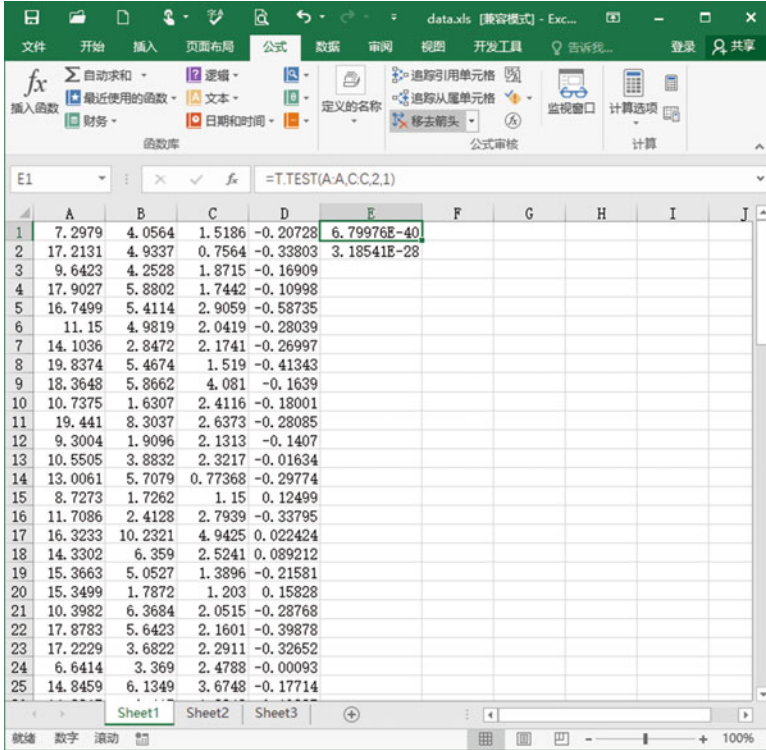 data.xls [兼容模式] - Exc...
文件 开始 插入 页面布局 公式 数据 审阅 视图 开发工具 告诉我... 登录 共享
fx 插入函数
Σ 自动求和
最近使用的函数
财务
逻辑
文本
日期和时间
函数库
定义的名称
追踪引用单元格
追踪从属单元格
移去箭头
公式审核
监视窗口
计算选项
计算
E1 fx =T.TEST(A:A,C:C,2,1)
A B C D E F G H I J
1 7.2979 4.0564 1.5186 -0.20728 6.79976E-40
2 17.2131 4.9337 0.7564 -0.33803 3.18541E-28
3 9.6423 4.2528 1.8715 -0.16909
4 17.9027 5.8802 1.7442 -0.10998
5 16.7499 5.4114 2.9059 -0.58735
6 11.15 4.9819 2.0419 -0.28039
7 14.1036 2.8472 2.1741 -0.26997
8 19.8374 5.4674 1.519 -0.41343
9 18.3648 5.8662 4.081 -0.1639
10 10.7375 1.6307 2.4116 -0.18001
11 19.441 8.3037 2.6373 -0.28085
12 9.3004 1.9096 2.1313 -0.1407
13 10.5505 3.8832 2.3217 -0.01634
14 13.0061 5.7079 0.77368 -0.29774
15 8.7273 1.7262 1.15 0.12499
16 11.7086 2.4128 2.7939 -0.33795
17 16.3233 10.2321 4.9425 0.022424
18 14.3302 6.359 2.5241 0.089212
19 15.3663 5.0527 1.3896 -0.21581
20 15.3499 1.7872 1.203 0.15828
21 10.3982 6.3684 2.0515 -0.28768
22 17.8783 5.6423 2.1601 -0.39878
23 17.2229 3.6822 2.2911 -0.32652
24 6.6414 3.369 2.4788 -0.00093
25 14.8459 6.1349 3.6748 -0.17714
Sheet1 Sheet2 Sheet3
就绪 数字 滚动 100%